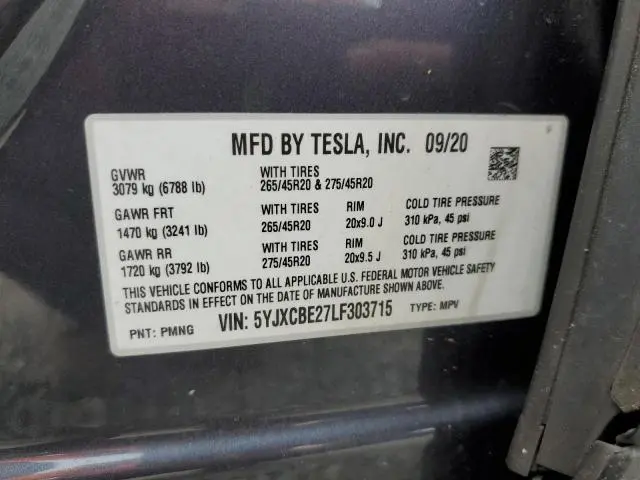 MFD BY TESLA, INC. 09/20
GVWR WITH TIRES
3079 kg (6788 lb) 265/45R20 & 275/45R20
GAWR FRT WITH TIRES RIM COLD TIRE PRESSURE
1470 kg (3241 lb) 265/45R20 20x9.0 J 310 kPa, 45 psi
GAWR RR WITH TIRES RIM COLD TIRE PRESSURE
1720 kg (3792 lb) 275/45R20 20x9.5 J 310 kPa, 45 psi
THIS VEHICLE CONFORMS TO ALL APPLICABLE U.S. FEDERAL MOTOR VEHICLE SAFETY
STANDARDS IN EFFECT ON THE DATE OF MANUFACTURE SHOWN ABOVE.
PNT: PMNG VIN: 5YJXCBE27LF303715 TYPE: MPV